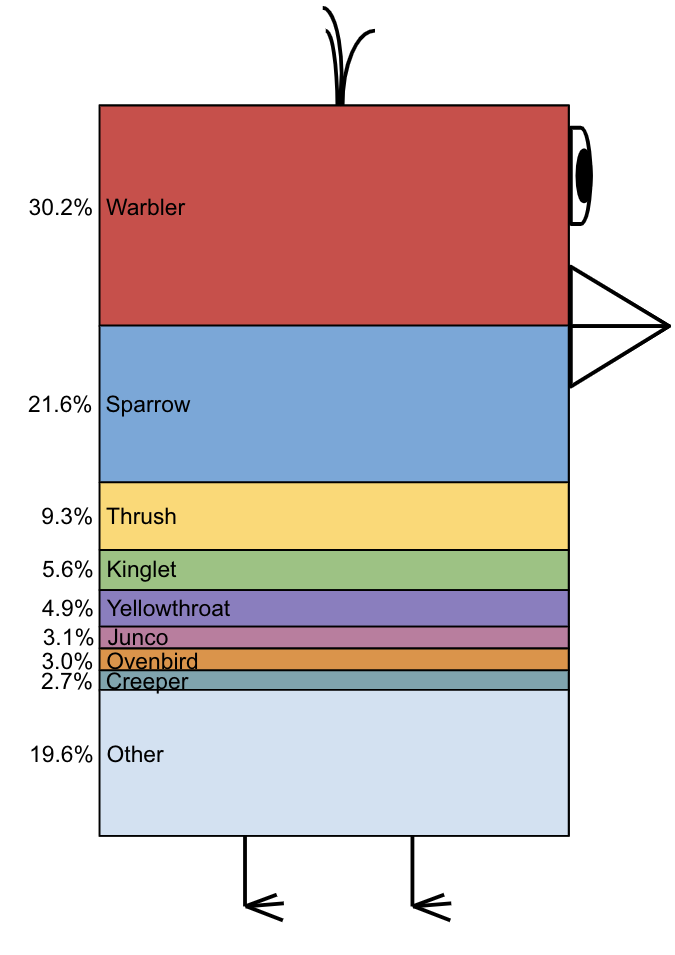 30.2% Warbler
21.6% Sparrow
9.3% Thrush
5.6% Kinglet
4.9% Yellowthroat
3.1% Junco
3.0% Ovenbird
2.7% Creeper
19.6% Other